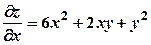 ∂z/∂x = 6x² + 2xy + y²